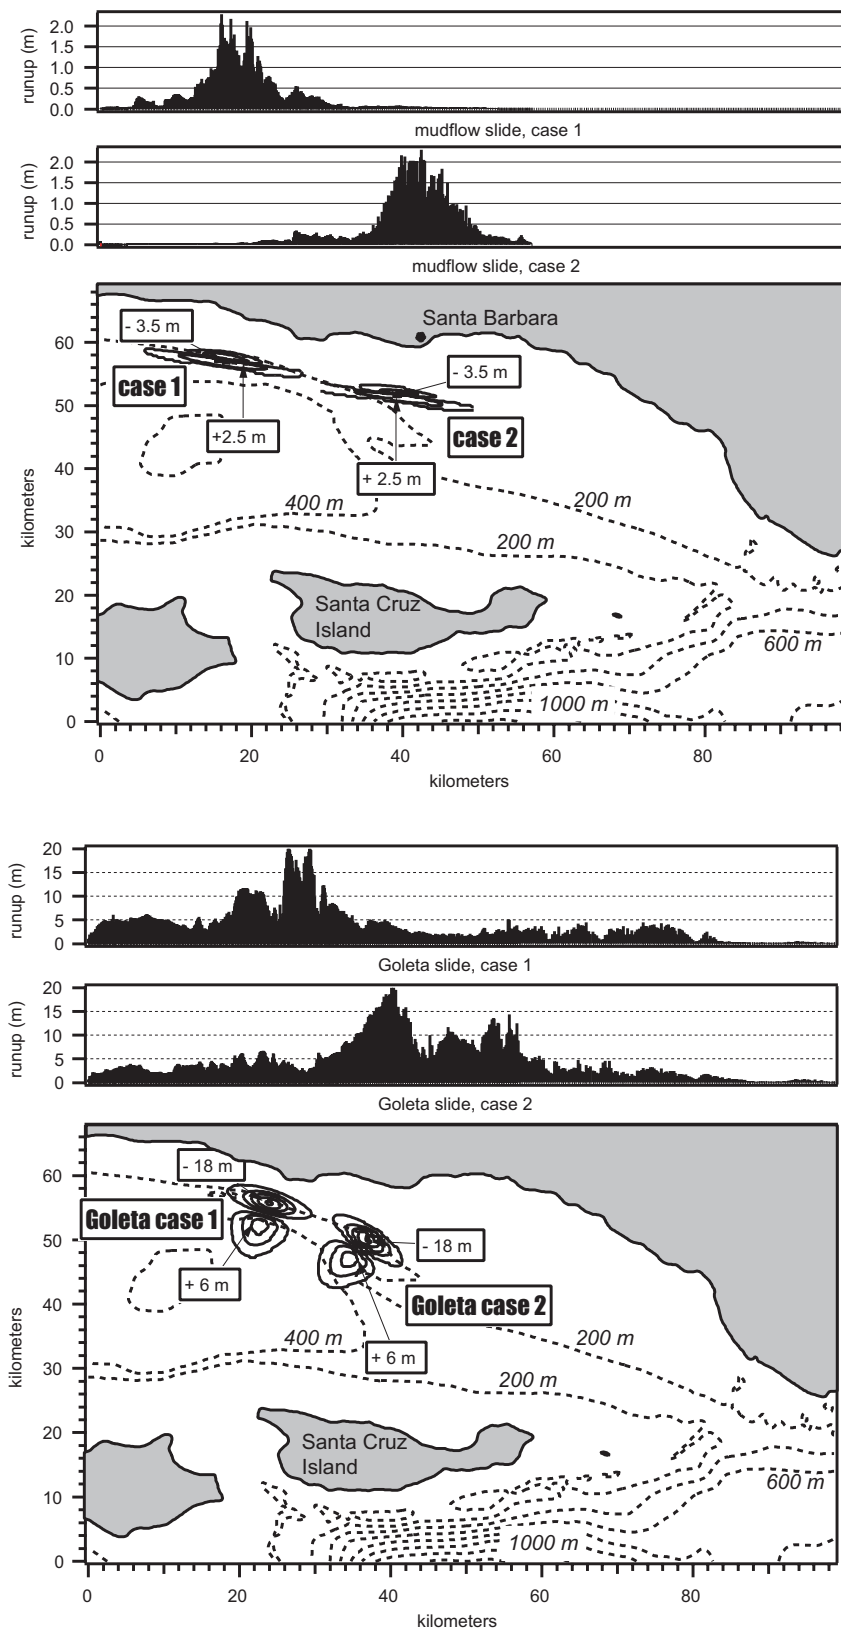 runup (m)
2.0
1.5
1.0
0.5
0.0
mudflow slide, case 1
runup (m)
2.0
1.5
1.0
0.5
0.0
mudflow slide, case 2
kilometers
60
50
40
30
20
10
0
Santa Barbara
- 3.5 m
- 3.5 m
case 1
+2.5 m
case 2
+ 2.5 m
400 m
200 m
200 m
Santa Cruz
Island
600 m
1000 m
0 20 40 60 80
kilometers
runup (m)
20
15
10
5
0
Goleta slide, case 1
runup (m)
20
15
10
5
0
Goleta slide, case 2
kilometers
60
50
40
30
20
10
0
- 18 m
Goleta case 1
- 18 m
+ 6 m
Goleta case 2
400 m
200 m
+ 6 m
200 m
Santa Cruz
Island
600 m
1000 m
0 20 40 60 80
kilometers